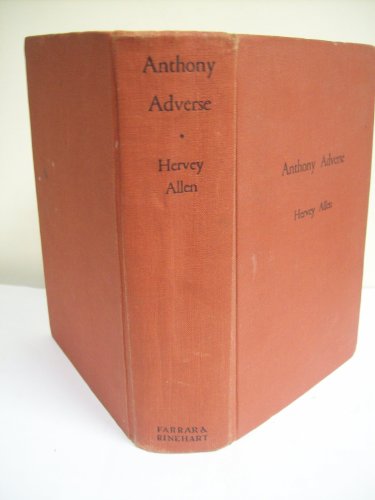 Anthony
Adverse
•
Hervey
Allen
FARRAR &
RINEHART
Anthony Adverse
Hervey Allen